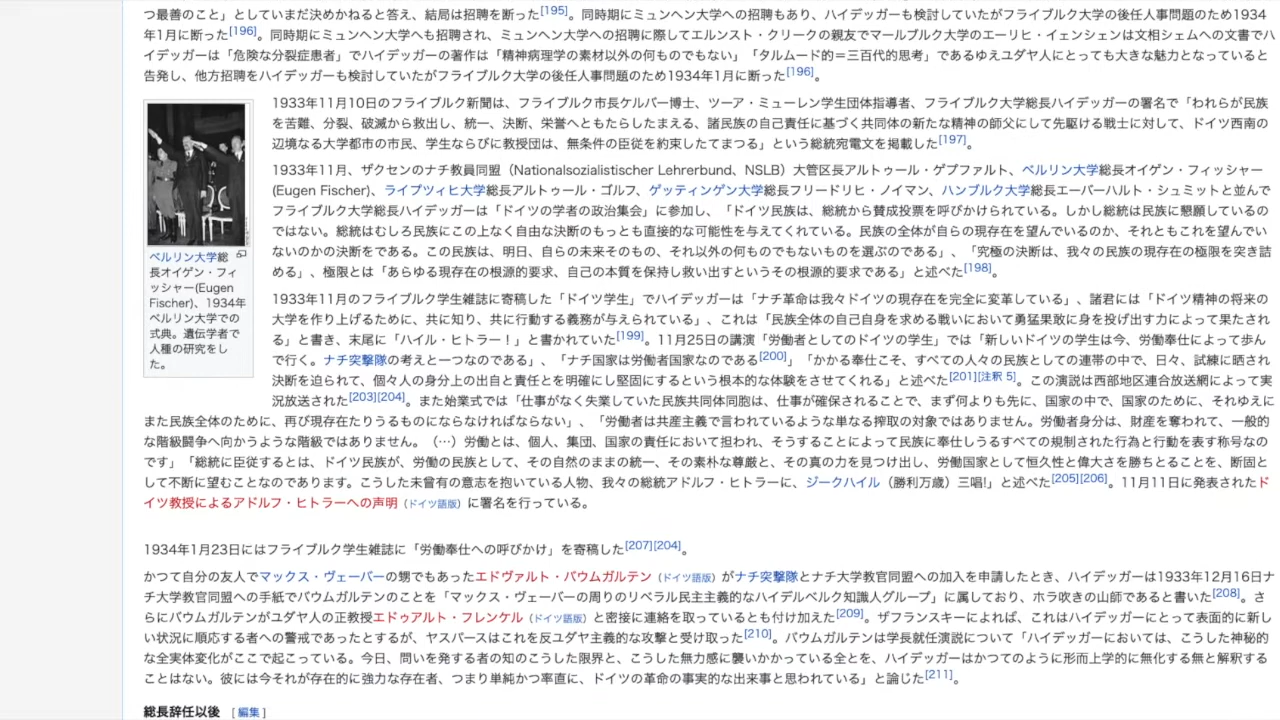 つ最善のこと」としていまだ決めかねると答え、結局は招聘を断った[195]。同時期にミュンヘン大学への招聘もあり、ハイデッガーも検討していたがフライブルク大学の後任人事問題のため1934
年1月に断った[196]。同時期にミュンヘン大学へも招聘され、ミュンヘン大学への招聘に際してエルンスト・クリークの親友でマールブルク大学のエーリヒ・イェンシェンは文相シェムへの文書でハ
イデッガーは「危険な分裂症患者」でハイデッガーの著作は「精神病理学の素材以外の何ものでもない」「タルムード的＝三百代的思考」であるゆえユダヤ人にとっても大きな魅力となっていると
告発し、他方招聘をハイデッガーも検討していたがフライブルク大学の後任人事問題のため1934年1月に断った[196]。
1933年11月10日のフライブルク新聞は、フライブルク市長ケルバー博士、ツーア・ミューレン学生団体指導者、フライブルク大学総長ハイデッガーの署名で「われらが民族
を苦難、分裂、破滅から救出し、統一、決断、栄誉へともたらしたまえる、諸民族の自己責任に基づく共同体の新たな精神の師父にして先駆ける戦士に対して、ドイツ西南の
辺境なる大学都市の市民、学生ならびに教授団は、無条件の臣従を約束したてまつる」という総統宛電文を掲載した[197]。
1933年11月、ザクセンのナチ教員同盟（Nationalsozialistischer Lehrerbund、NSLB）大管区長アルトゥール・ゲプファルト、ベルリン大学総長オイゲン・フィッシャー
(Eugen Fischer)、ライプツィヒ大学総長アルトゥール・ゴルフ、ゲッティンゲン大学総長フリードリヒ・ノイマン、ハンブルク大学総長エーバーハルト・シュミットと並んで
フライブルク大学総長ハイデッガーは「ドイツの学者の政治集会」に参加し、「ドイツ民族は、総統から賛成投票を呼びかけられている。しかし総統は民族に懇願しているの
ではない。総統はむしろ民族にこの上なく自由な決断のもっとも直接的な可能性を与えてくれている。民族の全体が自らの現存在を望んでいるのか、それともこれを望んでい
ないのかの決断をである。この民族は、明日、自らの未来そのもの、それ以外の何ものでもないものを選ぶのである」、「究極の決断は、我々の民族の現存在の極限を突き詰
める」、極限とは「あらゆる現存在の根源的要求、自己の本質を保持し救い出すというその根源的要求である」と述べた[198]。
ベルリン大学総
長オイゲン・フィ
ッシャー(Eugen
Fischer)、1934年
ベルリン大学での
式典。遺伝学者で
人種の研究をし
た。
1933年11月のフライブルク学生雑誌に寄稿した「ドイツ学生」でハイデッガーは「ナチ革命は我々ドイツの現存在を完全に変革している」、諸君には「ドイツ精神の将来の
大学を作り上げるために、共に知り、共に行動する義務が与えられている」、これは「民族全体の自己自身を求める戦いにおいて勇猛果敢に身を投げ出す力によって果たされ
る」と書き、末尾に「ハイル・ヒトラー！」と書かれていた[199]。11月25日の講演「労働者としてのドイツの学生」では「新しいドイツの学生は今、労働奉仕によって歩ん
で行く。ナチ突撃隊の考えと一つなのである」、「ナチ国家は労働者国家なのである[200]」「かかる奉仕こそ、すべての人々の民族としての連帯の中で、日々、試練に晒され
決断を迫られて、個々人の身分上の出自と責任とを明確にし堅固にするという根本的な体験をさせてくれる」と述べた[201][注釈 5]。この演説は西部地区連合放送網によって実
況放送された[203][204]。また始業式では「仕事がなく失業していた民族共同体同胞は、仕事が確保されることで、まず何よりも先に、国家の中で、国家のために、それゆえに
また民族全体のために、再び現存在たりうるものにならなければならない」、「労働者は共産主義で言われているような単なる搾取の対象ではありません。労働者身分は、財産を奪われて、一般的
な階級闘争へ向かうような階級ではありません。（…）労働とは、個人、集団、国家の責任において担われ、そうすることによって民族に奉仕しうるすべての規制された行為と行動を表す称号なの
です」「総統に臣従するとは、ドイツ民族が、労働の民族として、その自然のままの統一、その素朴な尊厳と、その真の力を見つけ出し、労働国家として恒久性と偉大さを勝ちとることを、断固と
して不断に望むことなのであります。こうした未曾有の意志を抱いている人物、我々の総統アドルフ・ヒトラーに、ジークハイル（勝利万歳）三唱!」と述べた[205][206]。11月11日に発表されたド
イツ教授によるアドルフ・ヒトラーへの声明（ドイツ語版）に署名を行っている。
1934年1月23日にはフライブルク学生雑誌に「労働奉仕への呼びかけ」を寄稿した[207][204]。
かつて自分の友人でマックス・ヴェーバーの甥でもあったエドヴァルト・バウムガルテン（ドイツ語版）がナチ突撃隊とナチ大学教官同盟への加入を申請したとき、ハイデッガーは1933年12月16日ナ
チ大学教官同盟への手紙でバウムガルテンのことを「マックス・ヴェーバーの周りのリベラル民主主義的なハイデルベルク知識人グループ」に属しており、ホラ吹きの山師であると書いた[208]。さ
らにバウムガルテンがユダヤ人の正教授エドゥアルト・フレンケル（ドイツ語版）と密接に連絡を取っているとも付け加えた[209]。ザフランスキーによれば、これはハイデッガーにとって表面的に新し
い状況に順応する者への警戒であったとするが、ヤスパースはこれを反ユダヤ主義的な攻撃と受け取った[210]。バウムガルテンは学長就任演説について「ハイデッガーにおいては、こうした神秘的
な全実体変化がここで起こっている。今日、問いを発する者の知のこうした限界と、こうした無力感に襲いかかっている全とを、ハイデッガーはかつてのように形而上学的に無化する無と解釈する
ことはない。彼には今それが存在的に強力な存在者、つまり単純かつ率直に、ドイツの革命の事実的な出来事と思われている」と論じた[211]。
総長辞任以後 [編集]